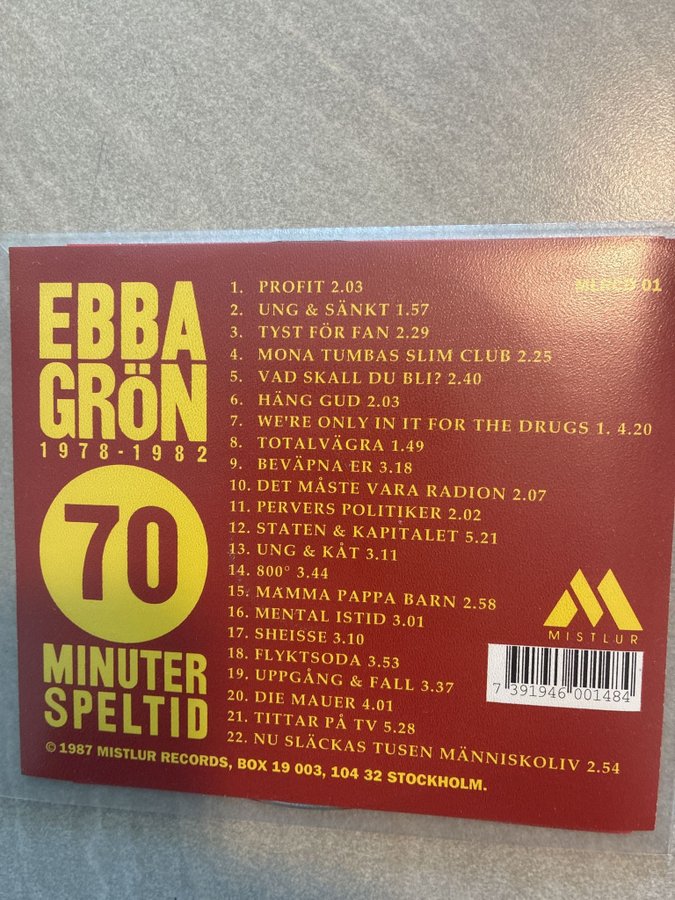 EBBA
GRÖN
1978-1982
70
MINUTER
SPELTID
1. PROFIT 2.03
2. UNG & SÄNKT 1.57
3. TYST FÖR FAN 2.29
4. MONA TUMBAS SLIM CLUB 2.25
5. VAD SKALL DU BLI? 2.40
6. HÄNG GUD 2.03
7. WE'RE ONLY IN IT FOR THE DRUGS 1. 4.20
8. TOTALVÄGRA 1.49
9. BEVÄPNA ER 3.18
10. DET MÅSTE VARA RADION 2.07
11. PERVERS POLITIKER 2.02
12. STATEN & KAPITALET 5.21
13. UNG & KÅT 3.11
14. 800° 3.44
15. MAMMA PAPPA BARN 2.58
16. MENTAL ISTID 3.01
17. SHEISSE 3.10
18. FLYKTSODA 3.53
19. UPPGÅNG & FALL 3.37
20. DIE MAUER 4.01
21. TITTAR PÅ TV 5.28
22. NU SLÄCKAS TUSEN MÄNNISKOLIV 2.54
01
MISTLUR
7 391946 001484
© 1987 MISTLUR RECORDS, BOX 19 003, 104 32 STOCKHOLM.